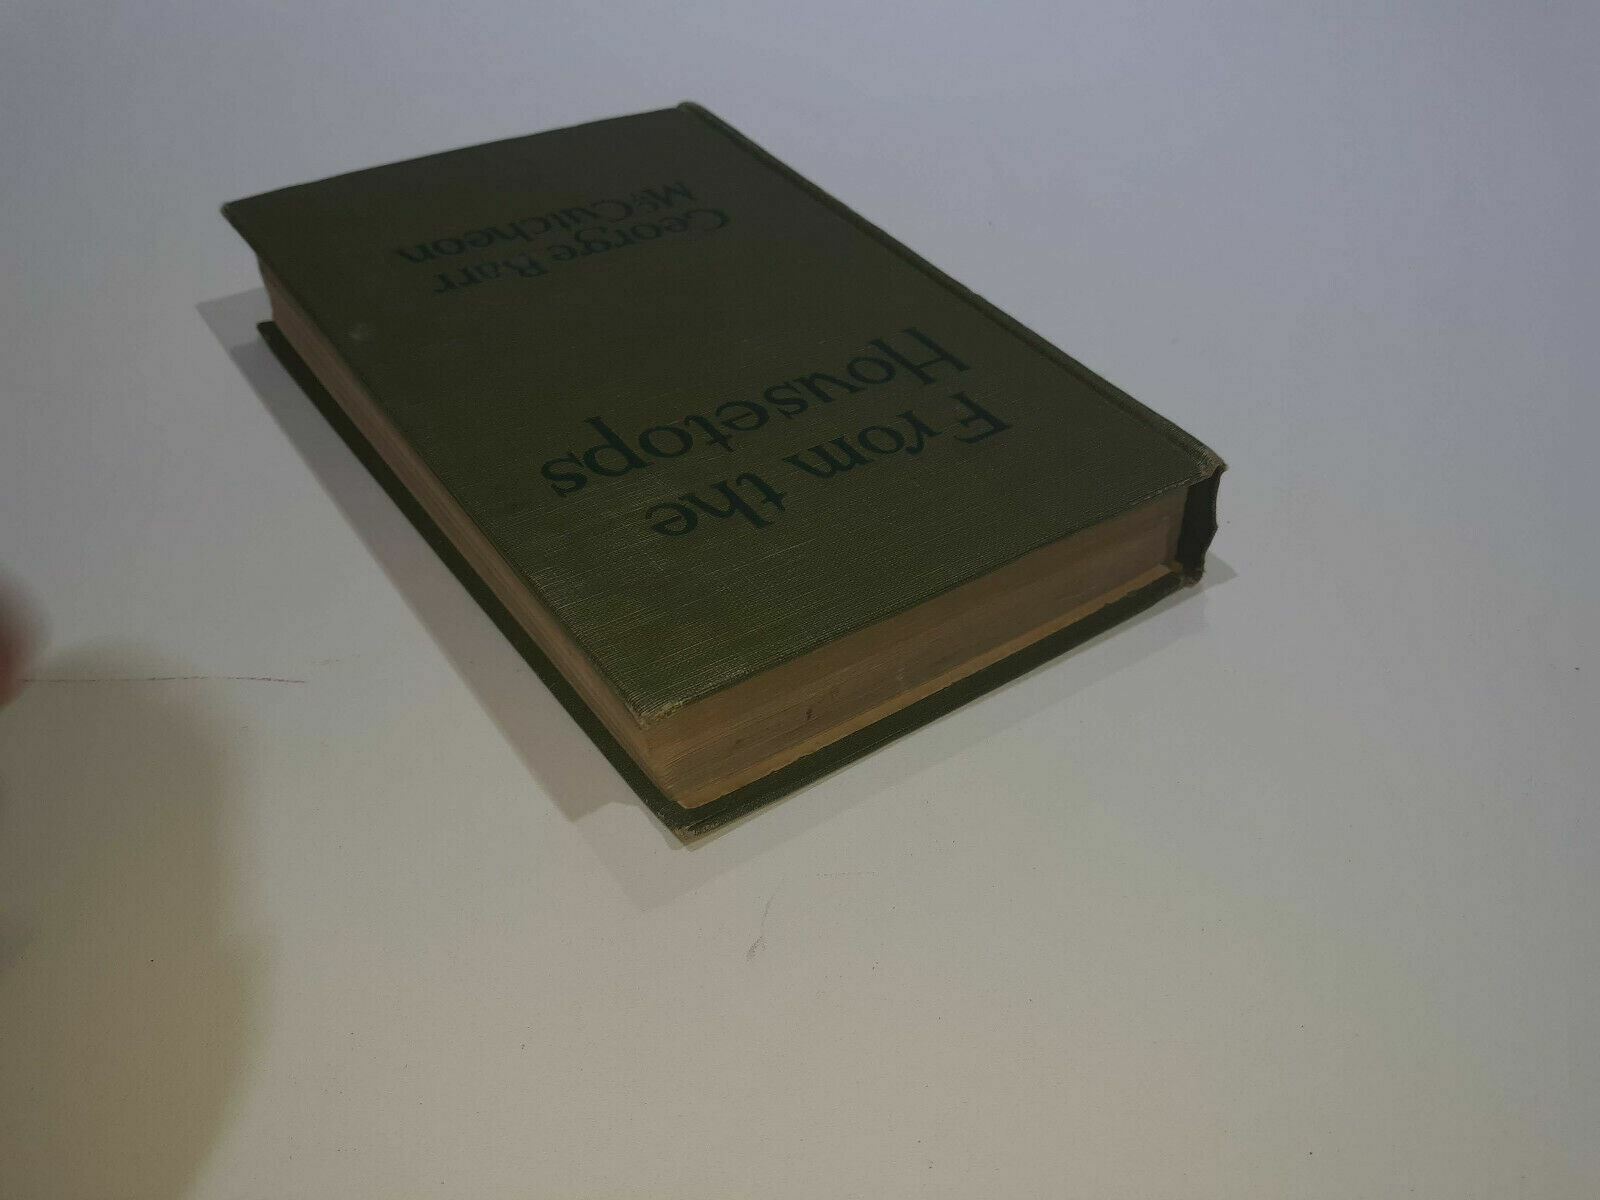 From the
Housetops
George Barr
McCutcheon